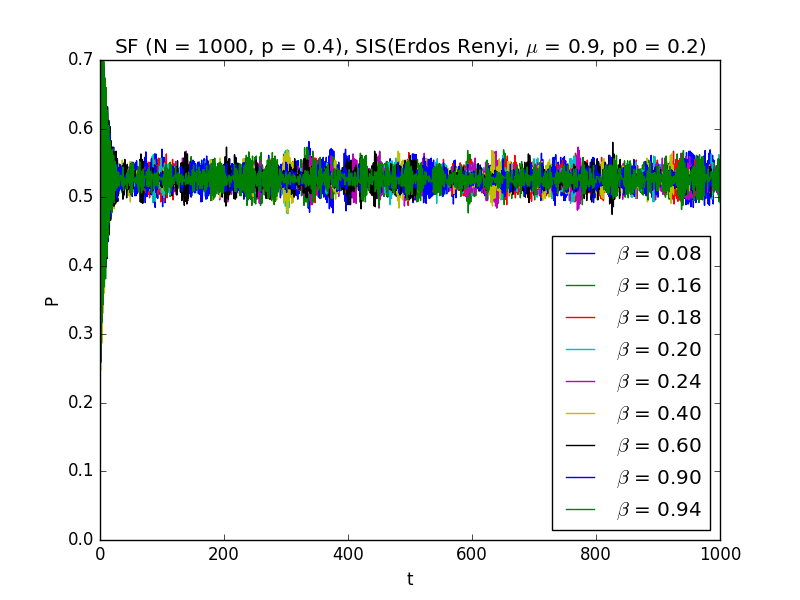 SF (N = 1000, p = 0.4), SIS(Erdos Renyi, μ = 0.9, p0 = 0.2)
0.7
0.6
0.5
0.4
0.3
0.2
0.1
0.0
P
β = 0.08
β = 0.16
β = 0.18
β = 0.20
β = 0.24
β = 0.40
β = 0.60
β = 0.90
β = 0.94
0 200 400 600 800 1000
t